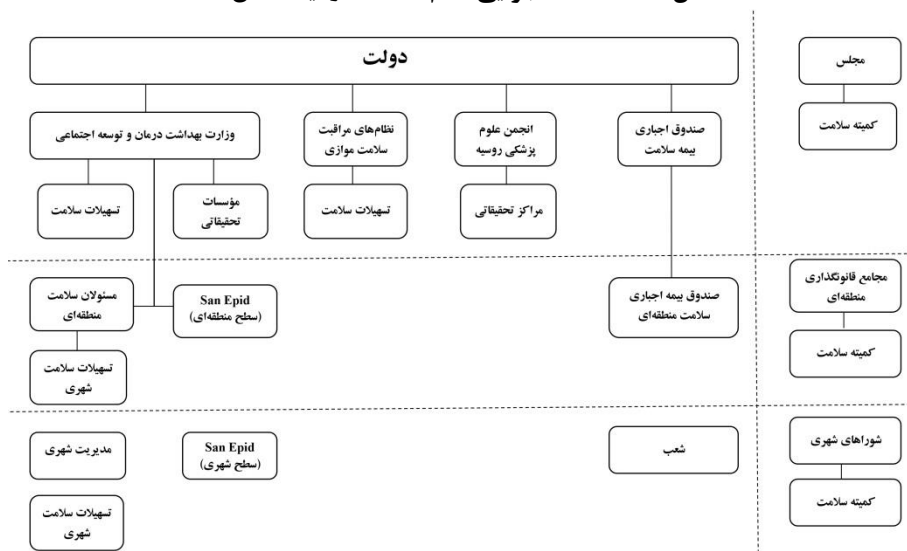 دولت
مجلس
کمیته سلامت
صندوق اجباری
بیمه سلامت
انجمن علوم
پزشکی روسیه
نظام‌های مراقبت
سلامت موازی
وزارت بهداشت درمان و توسعه اجتماعی
مراکز تحقیقاتی
تسهیلات سلامت
مؤسسات
تحقیقاتی
تسهیلات سلامت
مجامع قانونگذاری
منطقه‌ای
کمیته سلامت
صندوق بیمه اجباری
سلامت منطقه‌ای
San Epid
(سطح منطقه‌ای)
مسئولان سلامت
منطقه‌ای
تسهیلات سلامت
شهری
شوراهای شهری
کمیته سلامت
شعب
San Epid
(سطح شهری)
مدیریت شهری
تسهیلات سلامت
شهری